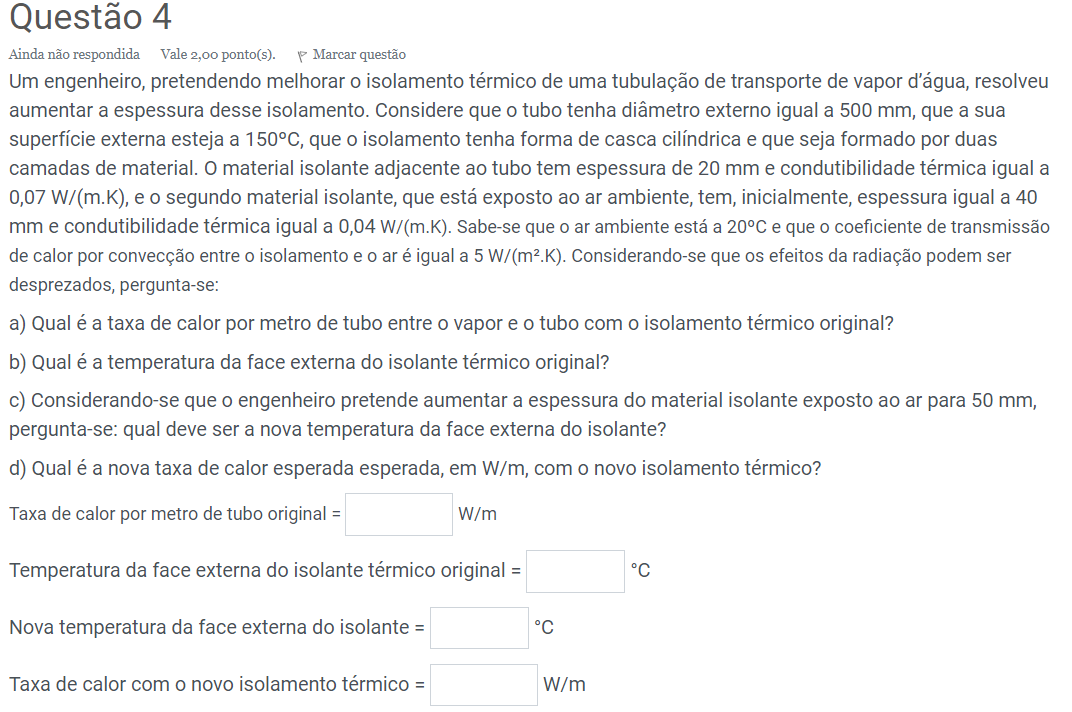 Questão 4
Ainda não respondida Vale 2,00 ponto(s). Marcar questão
Um engenheiro, pretendendo melhorar o isolamento térmico de uma tubulação de transporte de vapor d’água, resolveu
aumentar a espessura desse isolamento. Considere que o tubo tenha diâmetro externo igual a 500 mm, que a sua
superfície externa esteja a 150ºC, que o isolamento tenha forma de casca cilíndrica e que seja formado por duas
camadas de material. O material isolante adjacente ao tubo tem espessura de 20 mm e condutibilidade térmica igual a
0,07 W/(m.K), e o segundo material isolante, que está exposto ao ar ambiente, tem, inicialmente, espessura igual a 40
mm e condutibilidade térmica igual a 0,04 W/(m.K). Sabe-se que o ar ambiente está a 20ºC e que o coeficiente de transmissão
de calor por convecção entre o isolamento e o ar é igual a 5 W/(m².K). Considerando-se que os efeitos da radiação podem ser
desprezados, pergunta-se:
a) Qual é a taxa de calor por metro de tubo entre o vapor e o tubo com o isolamento térmico original?
b) Qual é a temperatura da face externa do isolante térmico original?
c) Considerando-se que o engenheiro pretende aumentar a espessura do material isolante exposto ao ar para 50 mm,
pergunta-se: qual deve ser a nova temperatura da face externa do isolante?
d) Qual é a nova taxa de calor esperada esperada, em W/m, com o novo isolamento térmico?
Taxa de calor por metro de tubo original = W/m
Temperatura da face externa do isolante térmico original = °C
Nova temperatura da face externa do isolante = °C
Taxa de calor com o novo isolamento térmico = W/m